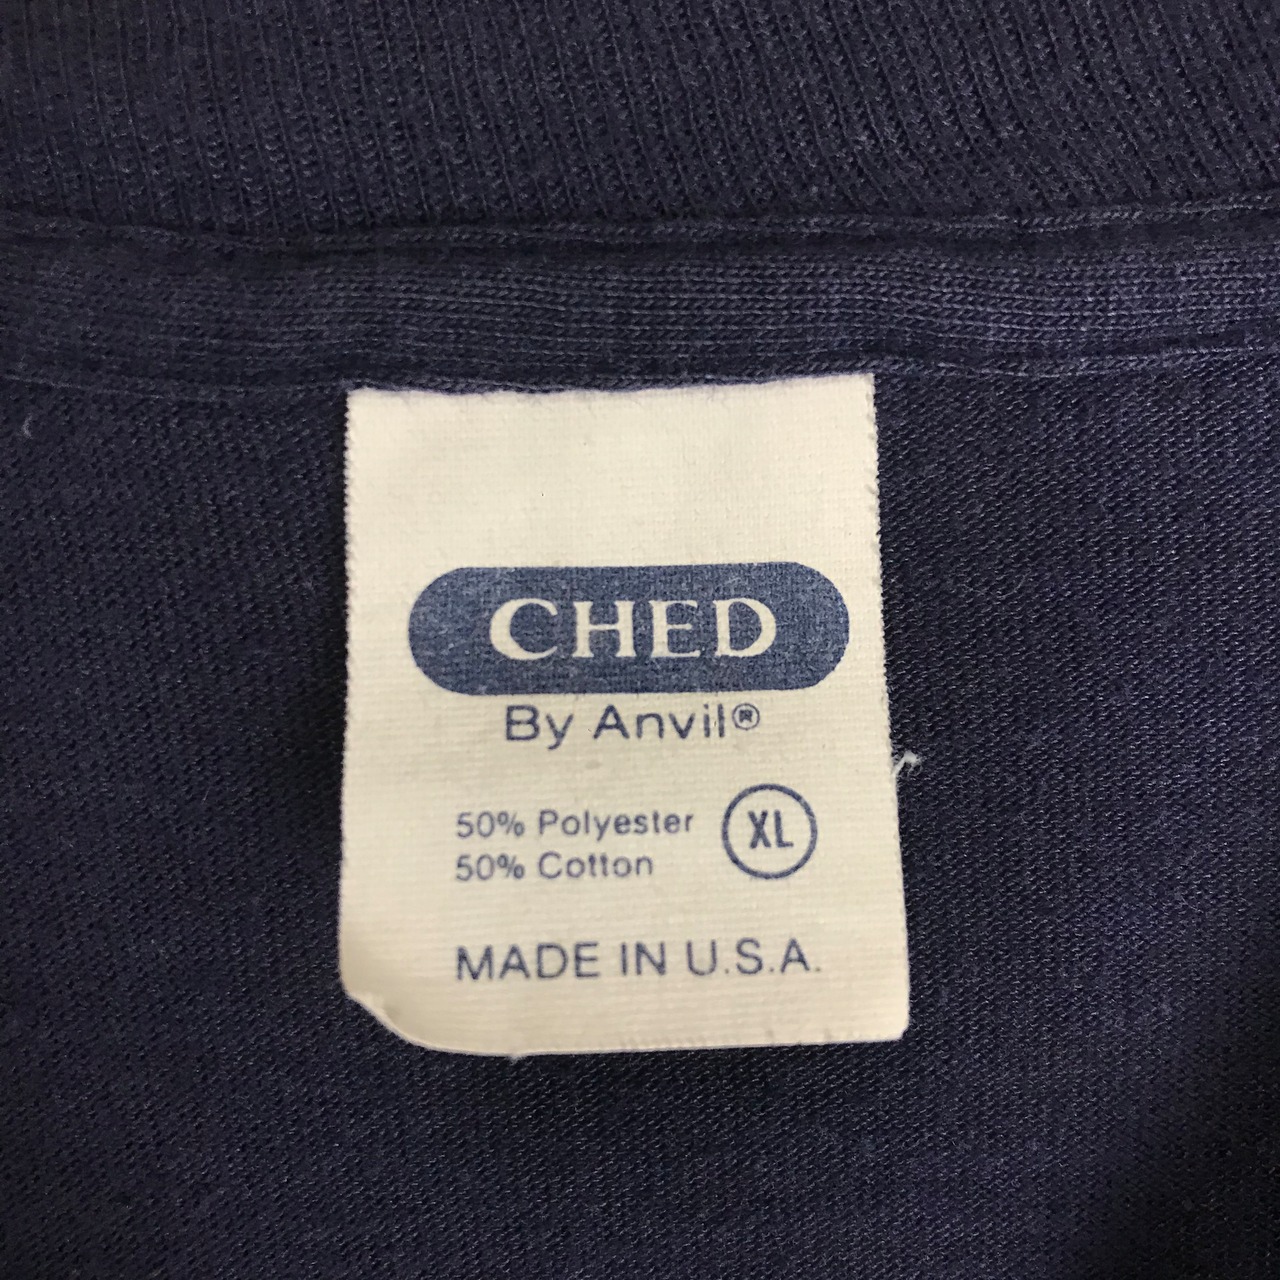 CHED
By Anvil®
50% Polyester
50% Cotton
XL
MADE IN U.S.A.